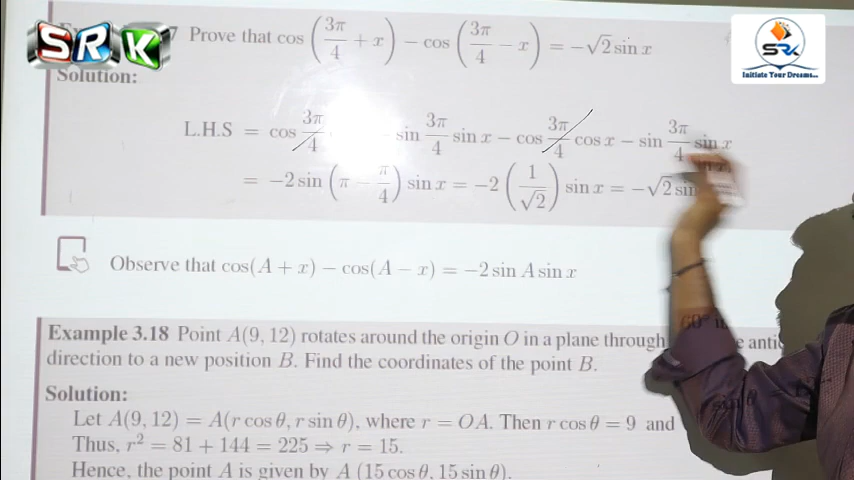 SRK
SRK
Initiate Your Dreams...
7 Prove that cos (3π/4 + x) − cos (3π/4 − x) = −√2 sin x
Solution:
L.H.S = cos 3π/4 sin 3π/4 sin x − cos 3π/4 cos x − sin 3π/4 sin x
= −2 sin (π − π/4) sin x = −2 (1/√2) sin x = −√2 sin
Observe that cos(A + x) − cos(A − x) = −2 sin A sin x
Example 3.18 Point A(9, 12) rotates around the origin O in a plane through 60° in
direction to a new position B. Find the coordinates of the point B.
Solution:
Let A(9, 12) = A(r cos θ, r sin θ), where r = OA. Then r cos θ = 9 and sin θ
Thus, r² = 81 + 144 = 225 ⇒ r = 15.
Hence, the point A is given by A (15 cos θ, 15 sin θ).